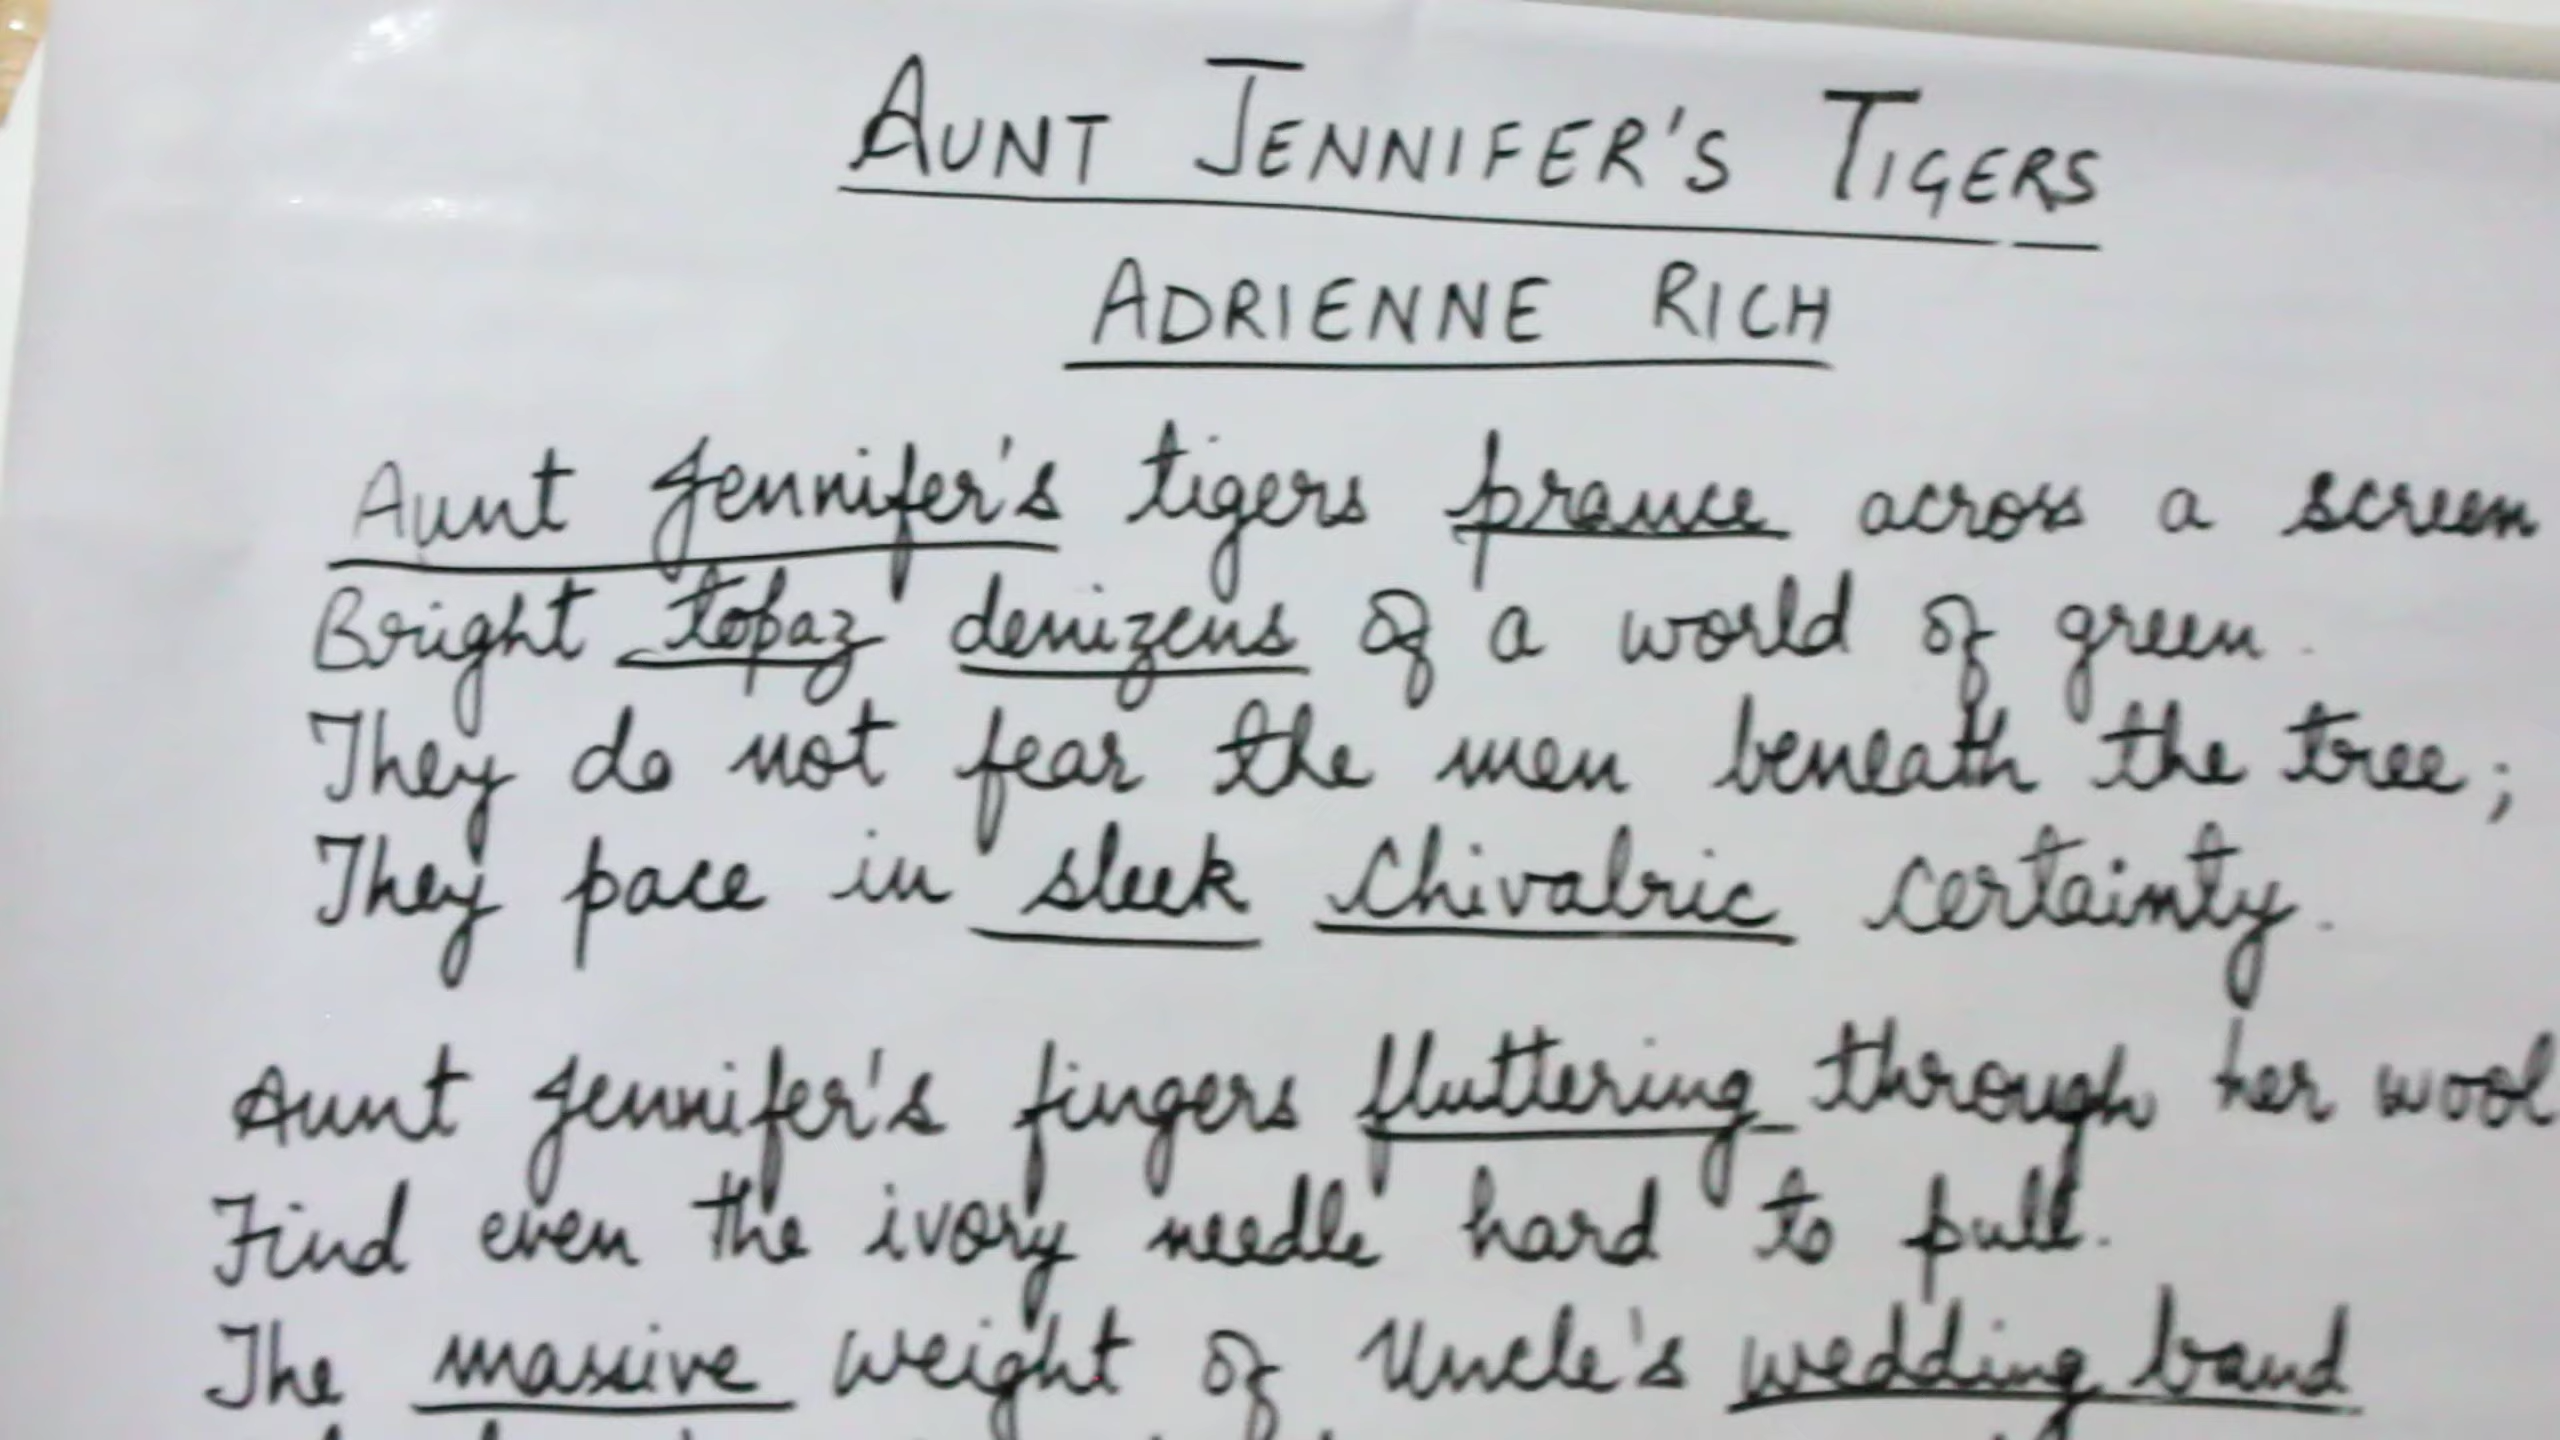 AUNT JENNIFER'S TIGERS
ADRIENNE RICH
Aunt Jennifer's tigers prance across a screen
Bright topaz denizens of a world of green.
They do not fear the men beneath the tree;
They pace in sleek chivalric certainty.
Aunt Jennifer's fingers fluttering through her wool
Find even the ivory needle hard to pull.
The massive weight of Uncle's wedding band